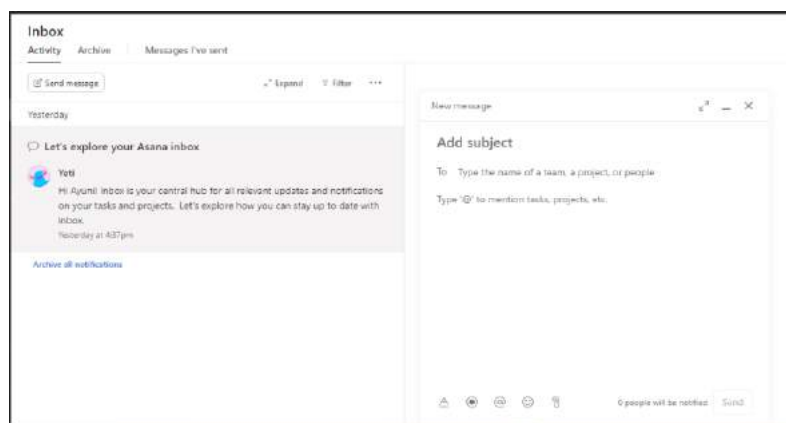 Inbox
Activity Archive Messages I've sent
Send message Expand Filter ...
Yesterday
Let's explore your Asana inbox
Yeti
Hi Ayuni! Inbox is your central hub for all relevant updates and notifications
on your tasks and projects. Let's explore how you can stay up to date with
Inbox.
Yesterday at 4:37pm
Archive all notifications
New message
Add subject
To Type the name of a team, a project, or people
Type '@' to mention tasks, projects, etc.
0 people will be notified Send